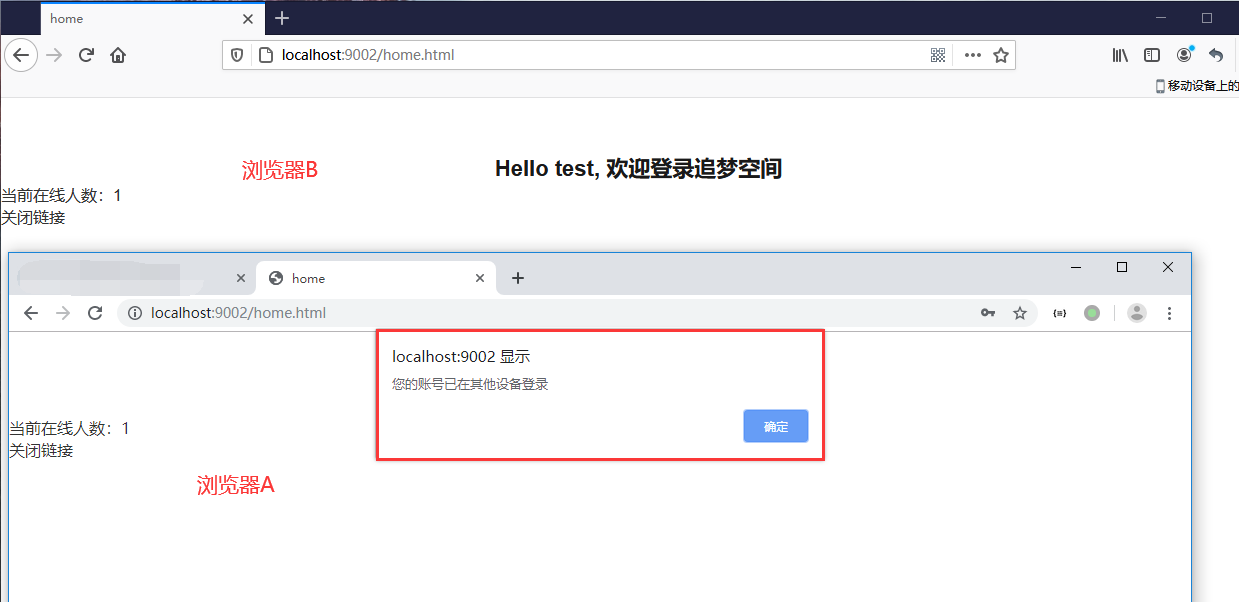 home
localhost:9002/home.html
移动设备上的
浏览器B
Hello test, 欢迎登录追梦空间
当前在线人数：1
关闭链接
home
localhost:9002/home.html
localhost:9002 显示
您的账号已在其他设备登录
确定
当前在线人数：1
关闭链接
浏览器A